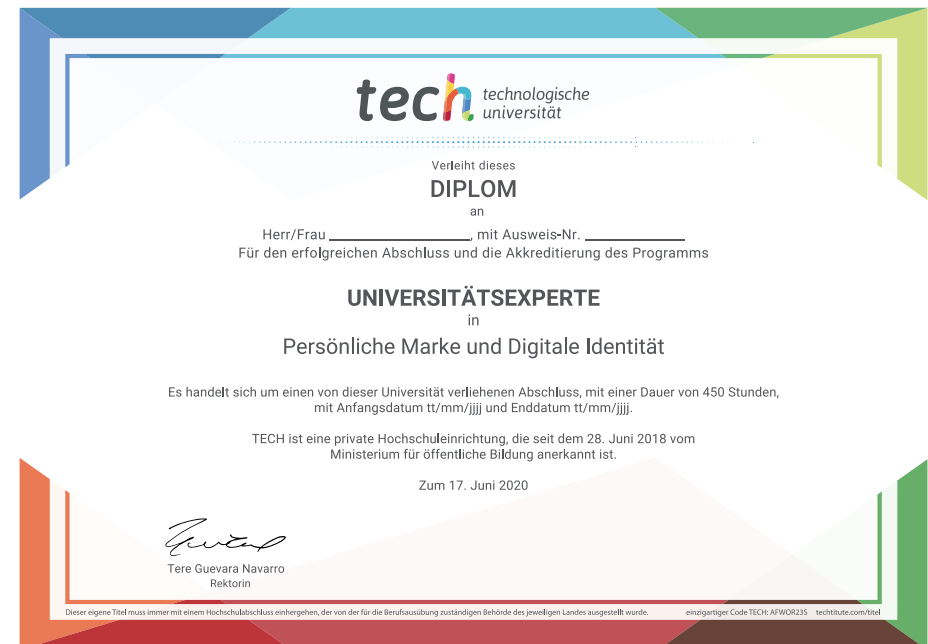 tech technologische
universität
Verleiht dieses
DIPLOM
an
Herr/Frau ____________________, mit Ausweis-Nr. ______________
Für den erfolgreichen Abschluss und die Akkreditierung des Programms
UNIVERSITÄTSEXPERTE
in
Persönliche Marke und Digitale Identität
Es handelt sich um einen von dieser Universität verliehenen Abschluss, mit einer Dauer von 450 Stunden,
mit Anfangsdatum tt/mm/jjjj und Enddatum tt/mm/jjjj.
TECH ist eine private Hochschuleinrichtung, die seit dem 28. Juni 2018 vom
Ministerium für öffentliche Bildung anerkannt ist.
Zum 17. Juni 2020
Tere Guevara Navarro
Rektorin
Dieser eigene Titel muss immer mit einem Hochschulabschluss einhergehen, der von der für die Berufsausübung zuständigen Behörde des jeweiligen Landes ausgestellt wurde. einzigartiger Code TECH: AFWOR23S techtitute.com/titel